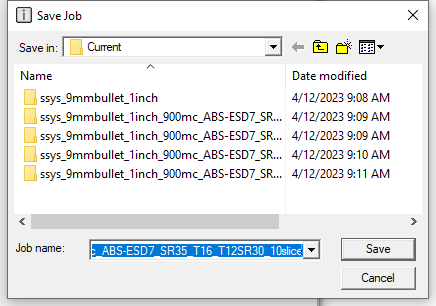 Save Job
Save in: Current
Name Date modified
ssys_9mmbullet_1inch 4/12/2023 9:08 AM
ssys_9mmbullet_1inch_900mc_ABS-ESD7_SR... 4/12/2023 9:09 AM
ssys_9mmbullet_1inch_900mc_ABS-ESD7_SR... 4/12/2023 9:09 AM
ssys_9mmbullet_1inch_900mc_ABS-ESD7_SR... 4/12/2023 9:10 AM
ssys_9mmbullet_1inch_900mc_ABS-ESD7_SR... 4/12/2023 9:11 AM
Job name: c_ABS-ESD7_SR35_T16_T12SR30_10slice Save
Cancel